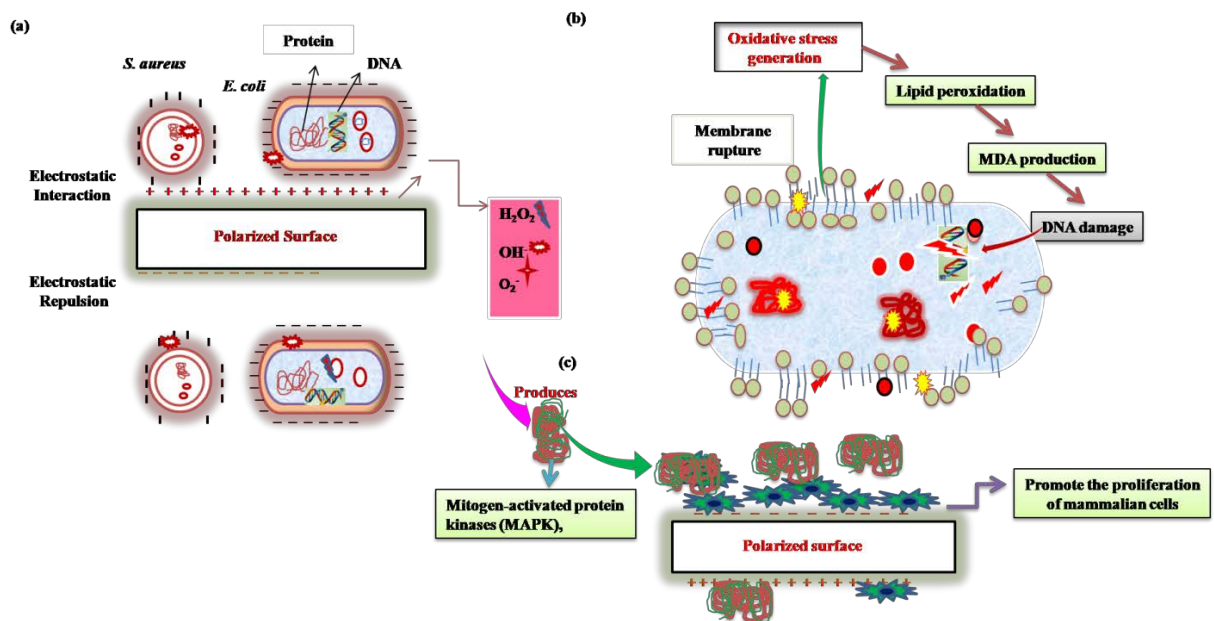 (a)
Protein
S. aureus
DNA
E. coli
Electrostatic
Interaction
+ + + + + + + + + + + + + + + + +
Polarized Surface
Electrostatic
Repulsion
H₂O₂
OH⁻
O₂⁻
(b)
Oxidative stress
generation
Lipid peroxidation
Membrane
rupture
MDA production
DNA damage
(c)
Produces
Mitogen-activated protein
kinases (MAPK),
Promote the proliferation
of mammalian cells
Polarized surface